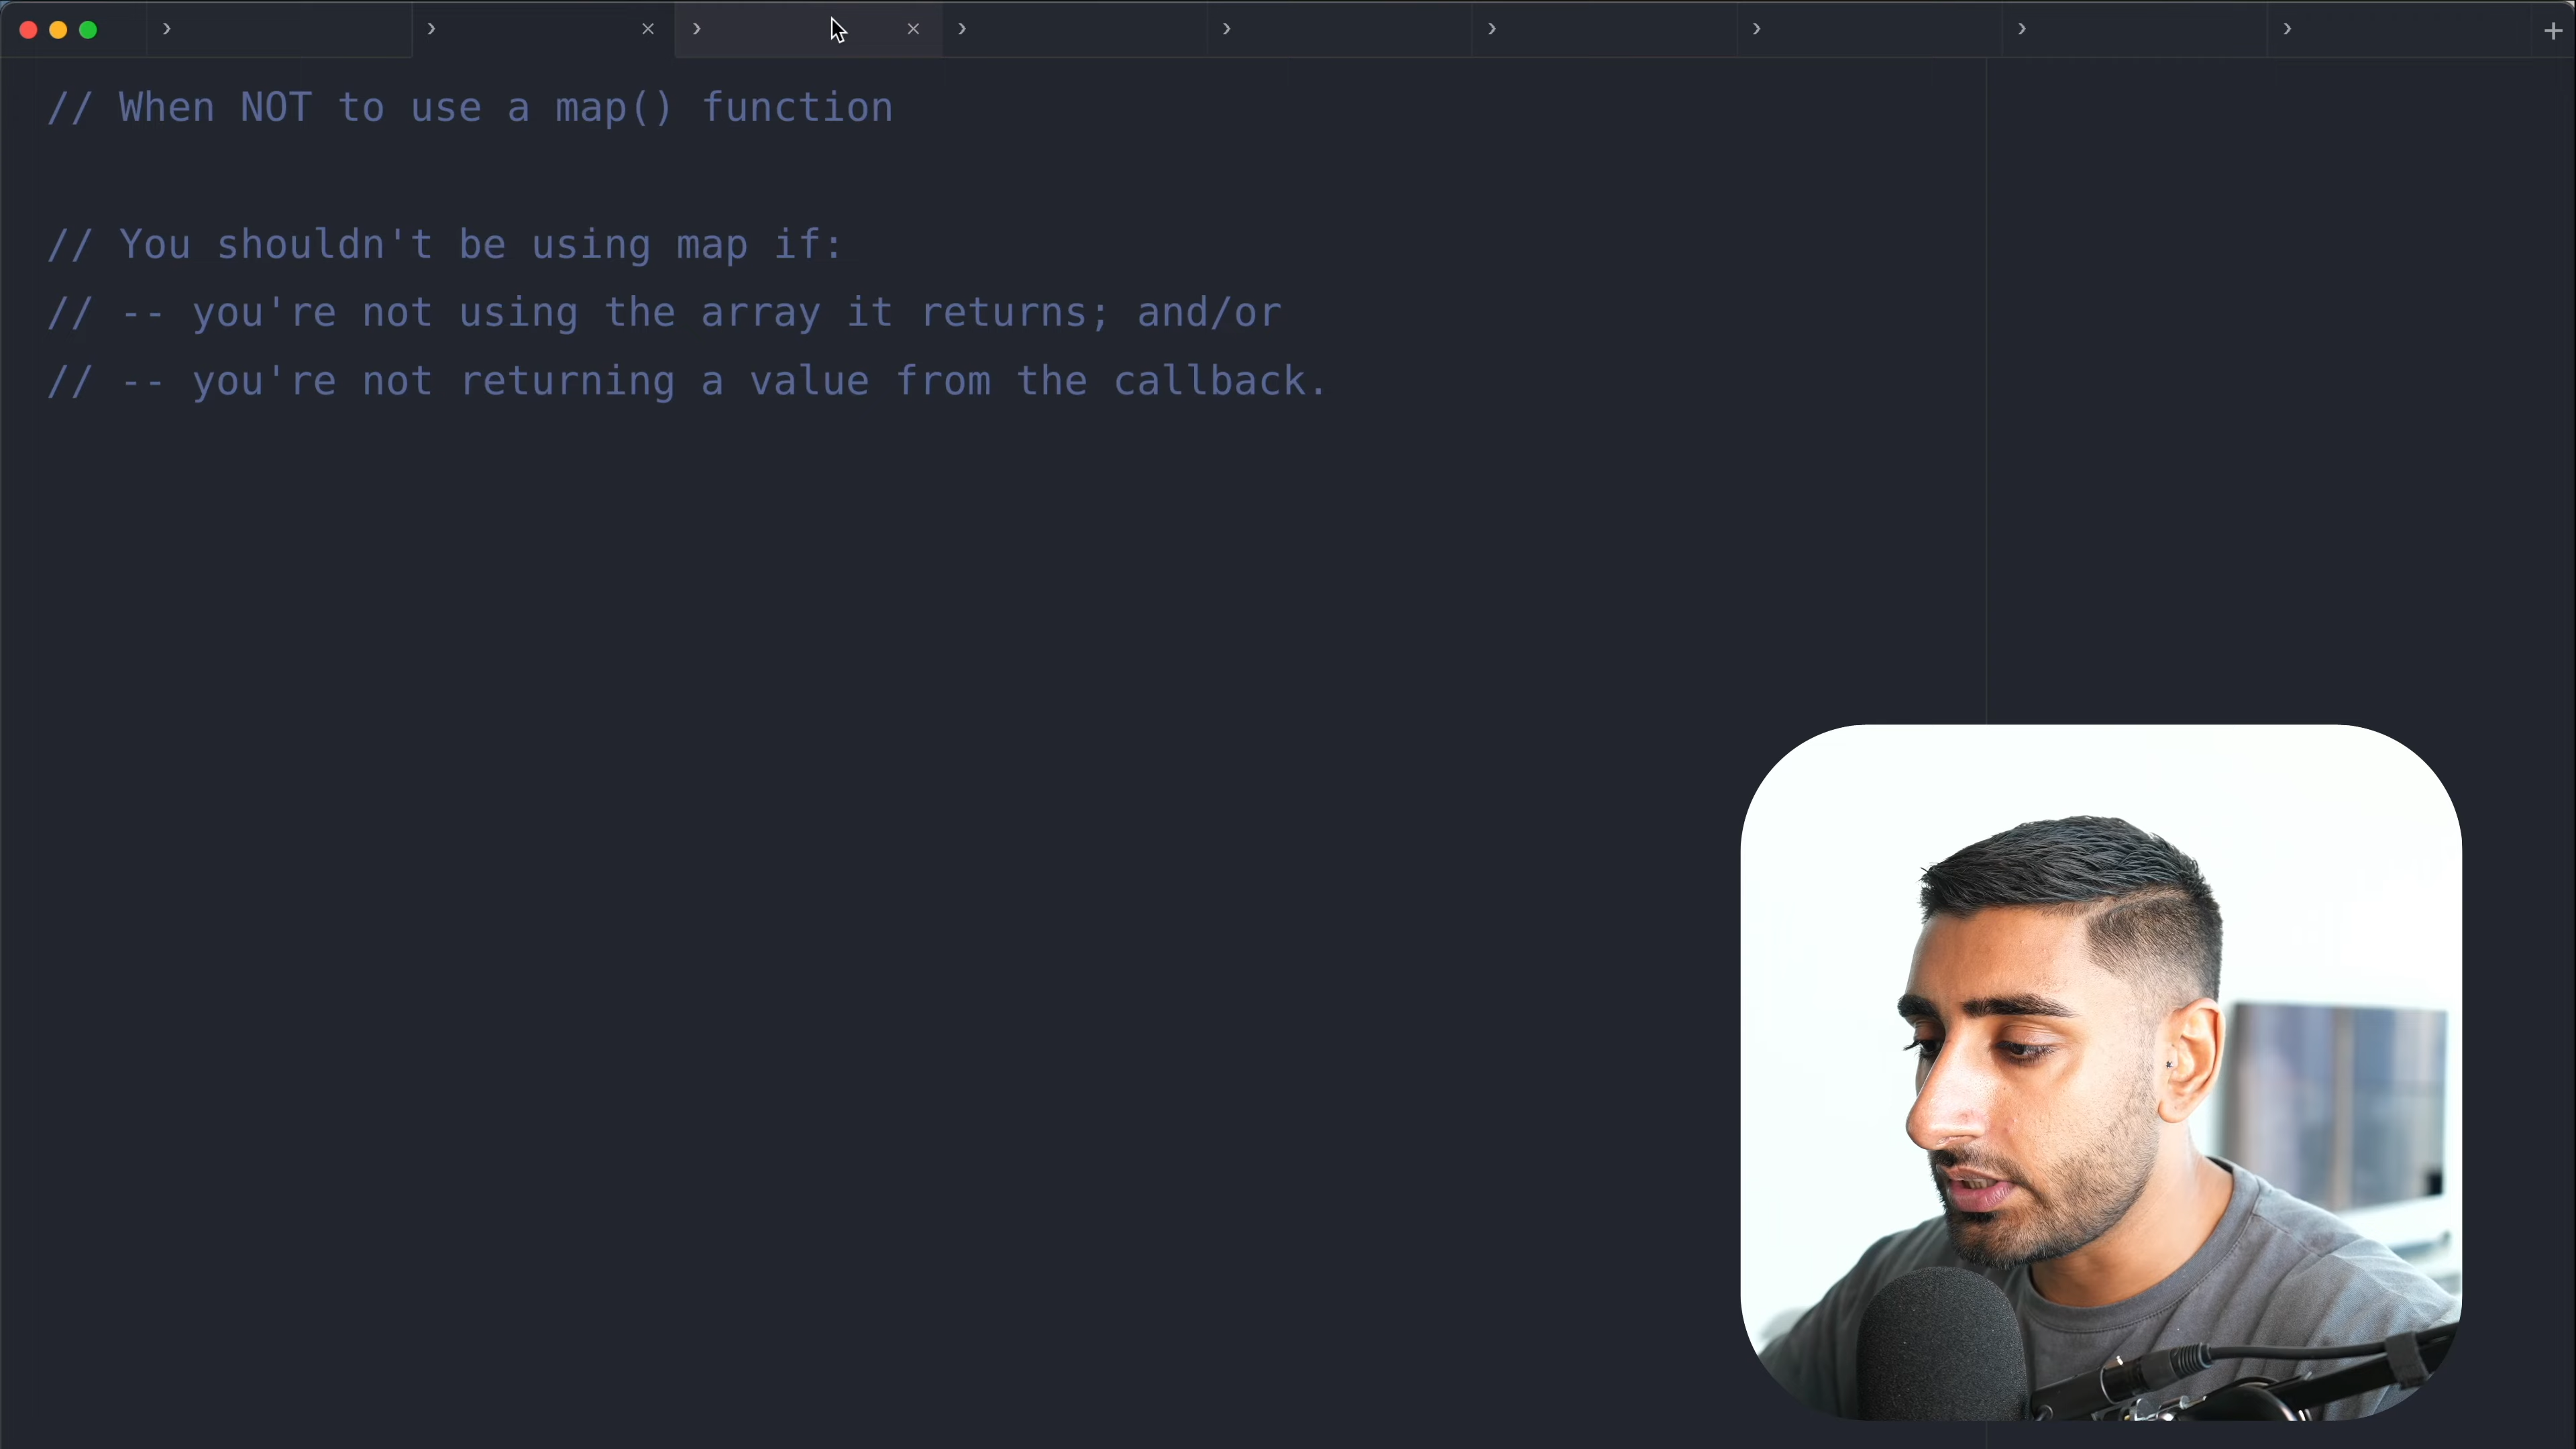 // When NOT to use a map() function
// You shouldn't be using map if:
// -- you're not using the array it returns; and/or
// -- you're not returning a value from the callback.